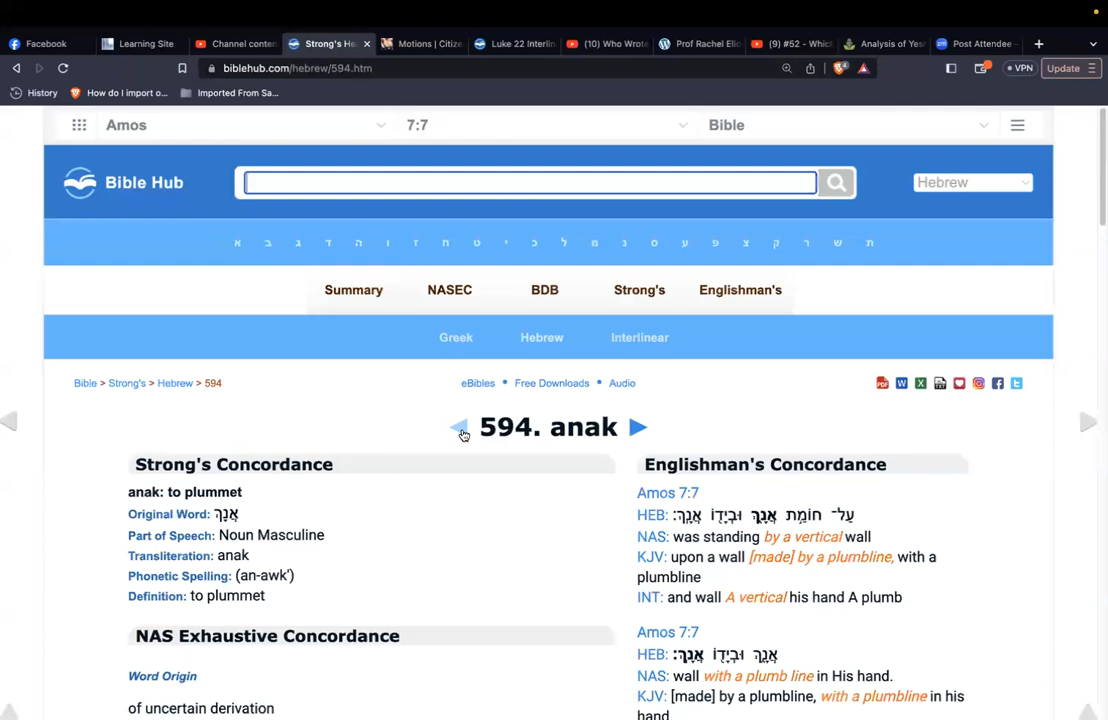 Facebook
Learning Site
Channel conten
Strong's He
Motions | Citize
Luke 22 Interlin
(10) Who Wrote
Prof Rachel Elio
(9) #52 - Which
Analysis of Yes
Post Attendee -
biblehub.com/hebrew/594.htm
VPN
Update
History
How do I import o...
Imported From Sa...
Amos
7:7
Bible
Bible Hub
Hebrew
א ב ג ד ה ו ז ח ט י כ ל מ נ ס ע פ צ ק ר ש ת
Summary
NASEC
BDB
Strong's
Englishman's
Greek
Hebrew
Interlinear
Bible > Strong's > Hebrew > 594
eBibles • Free Downloads • Audio
594. anak
Strong's Concordance
anak: to plummet
Original Word: אֲנָךְ
Part of Speech: Noun Masculine
Transliteration: anak
Phonetic Spelling: (an-awk')
Definition: to plummet
NAS Exhaustive Concordance
Word Origin
of uncertain derivation
Englishman's Concordance
Amos 7:7
HEB: עַל־ חוֹמַ֣ת אֲנָ֑ךְ וּבְיָד֖וֹ אֲנָֽךְ׃
NAS: was standing by a vertical wall
KJV: upon a wall [made] by a plumbline, with a
plumbline
INT: and wall A vertical his hand A plumb
Amos 7:7
HEB: אֲנָ֑ךְ וּבְיָד֖וֹ אֲנָֽךְ׃
NAS: wall with a plumb line in His hand.
KJV: [made] by a plumbline, with a plumbline in his
hand.